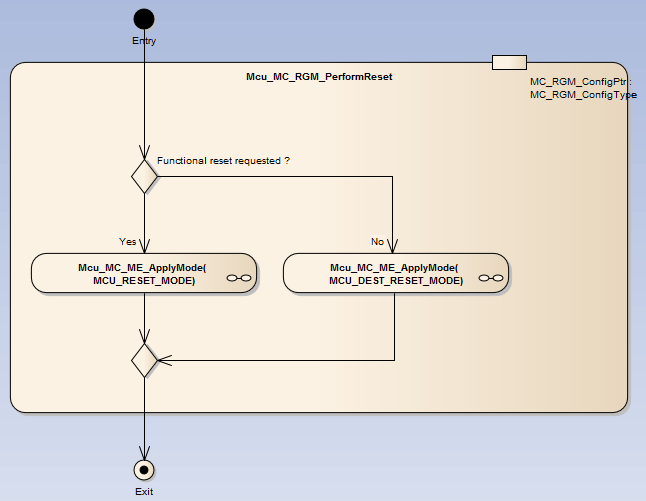 Entry
Mcu_MC_RGM_PerformReset
MC_RGM_ConfigPtr :
MC_RGM_ConfigType
Functional reset requested ?
Yes
No
Mcu_MC_ME_ApplyMode(
MCU_RESET_MODE)
Mcu_MC_ME_ApplyMode(
MCU_DEST_RESET_MODE)
Exit